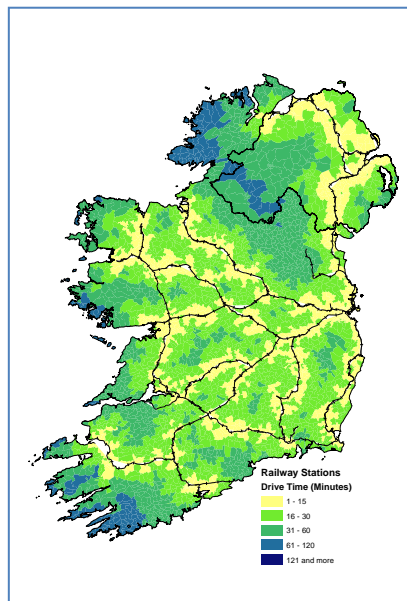 Railway Stations
Drive Time (Minutes)
1 - 15
16 - 30
31 - 60
61 - 120
121 and more